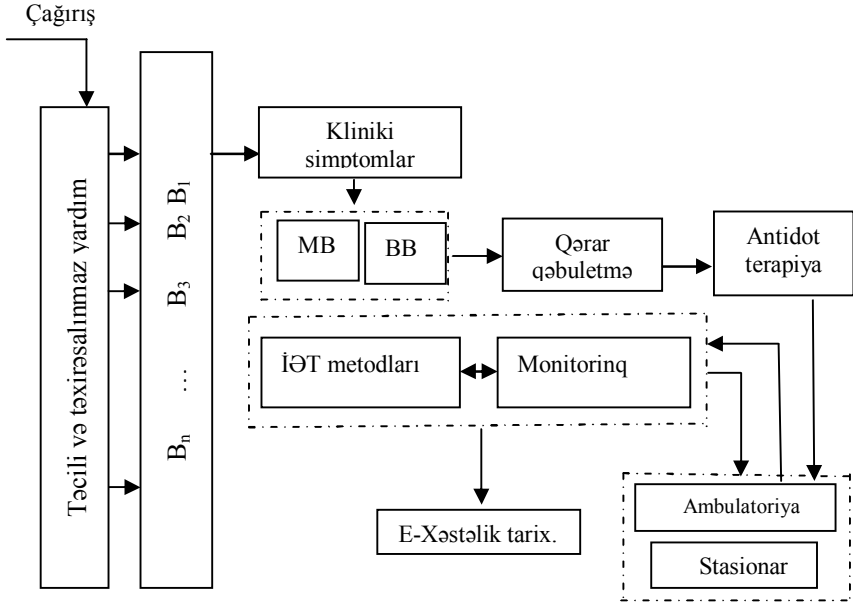 Çağırış
Təcili və təxirəsalınmaz yardım
B1
B2
B3
…
Bn
Kliniki
simptomlar
MB
BB
Qərar
qəbuletmə
Antidot
terapiya
İƏT metodları
Monitorinq
E-Xəstəlik tarix.
Ambulatoriya
Stasionar